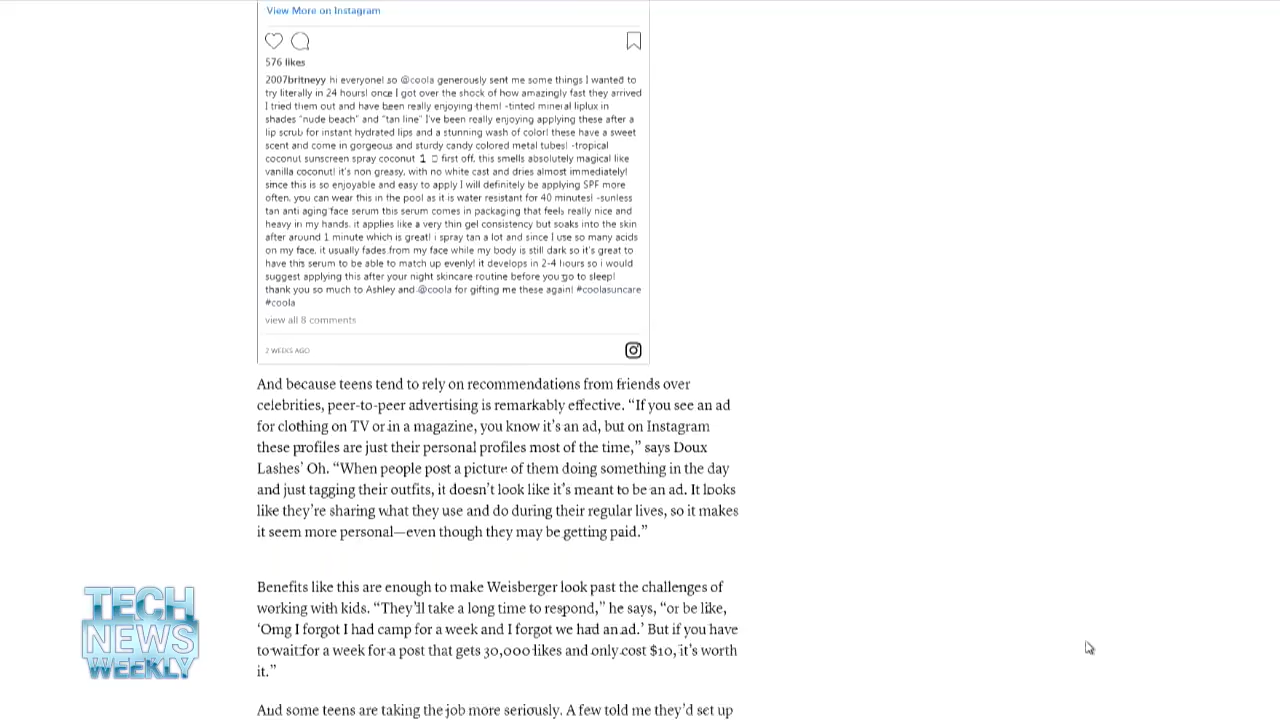 View More on Instagram
576 likes
2007britneyy hi everyone! so @coola generously sent me some things I wanted to
try literally in 24 hours! once I got over the shock of how amazingly fast they arrived
I tried them out and have been really enjoying them! -tinted mineral liplux in
shades "nude beach" and "tan line" I've been really enjoying applying these after a
lip scrub for instant hydrated lips and a stunning wash of color! these have a sweet
scent and come in gorgeous and sturdy candy colored metal tubes! -tropical
coconut sunscreen spray coconut 1 first off, this smells absolutely magical like
vanilla coconut! it's non greasy, with no white cast and dries almost immediately!
since this is so enjoyable and easy to apply I will definitely be applying SPF more
often. you can wear this in the pool as it is water resistant for 40 minutes! -sunless
tan anti aging face serum this serum comes in packaging that feels really nice and
heavy in my hands. it applies like a very thin gel consistency but soaks into the skin
after around 1 minute which is great! i spray tan a lot and since I use so many acids
on my face, it usually fades from my face while my body is still dark so it's great to
have this serum to be able to match up evenly! it develops in 2-4 hours so i would
suggest applying this after your night skincare routine before you go to sleep!
thank you so much to Ashley and @coola for gifting me these again! #coolasuncare
#coola
view all 8 comments
2 WEEKS AGO
And because teens tend to rely on recommendations from friends over
celebrities, peer-to-peer advertising is remarkably effective. “If you see an ad
for clothing on TV or in a magazine, you know it’s an ad, but on Instagram
these profiles are just their personal profiles most of the time,” says Doux
Lashes’ Oh. “When people post a picture of them doing something in the day
and just tagging their outfits, it doesn’t look like it’s meant to be an ad. It looks
like they’re sharing what they use and do during their regular lives, so it makes
it seem more personal—even though they may be getting paid.”
Benefits like this are enough to make Weisberger look past the challenges of
working with kids. “They’ll take a long time to respond,” he says, “or be like,
‘Omg I forgot I had camp for a week and I forgot we had an ad.’ But if you have
to wait for a week for a post that gets 30,000 likes and only cost $10, it’s worth
it.”
And some teens are taking the job more seriously. A few told me they’d set up
TECH
NEWS
WEEKLY